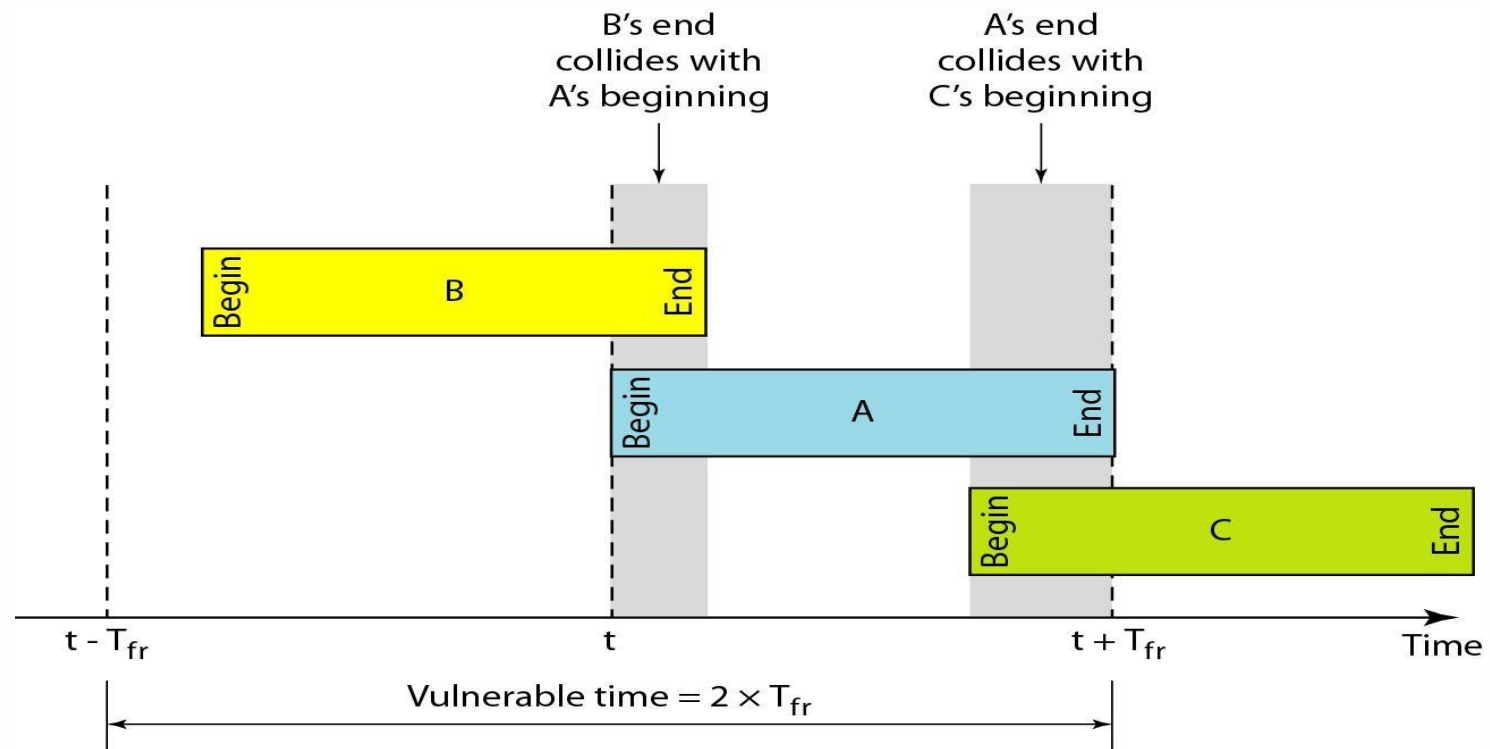 B's end
collides with
A's beginning
A's end
collides with
C's beginning
Begin
B
End
Begin
A
End
Begin
C
End
t - Tfr
t
t + Tfr
Time
Vulnerable time = 2 × Tfr